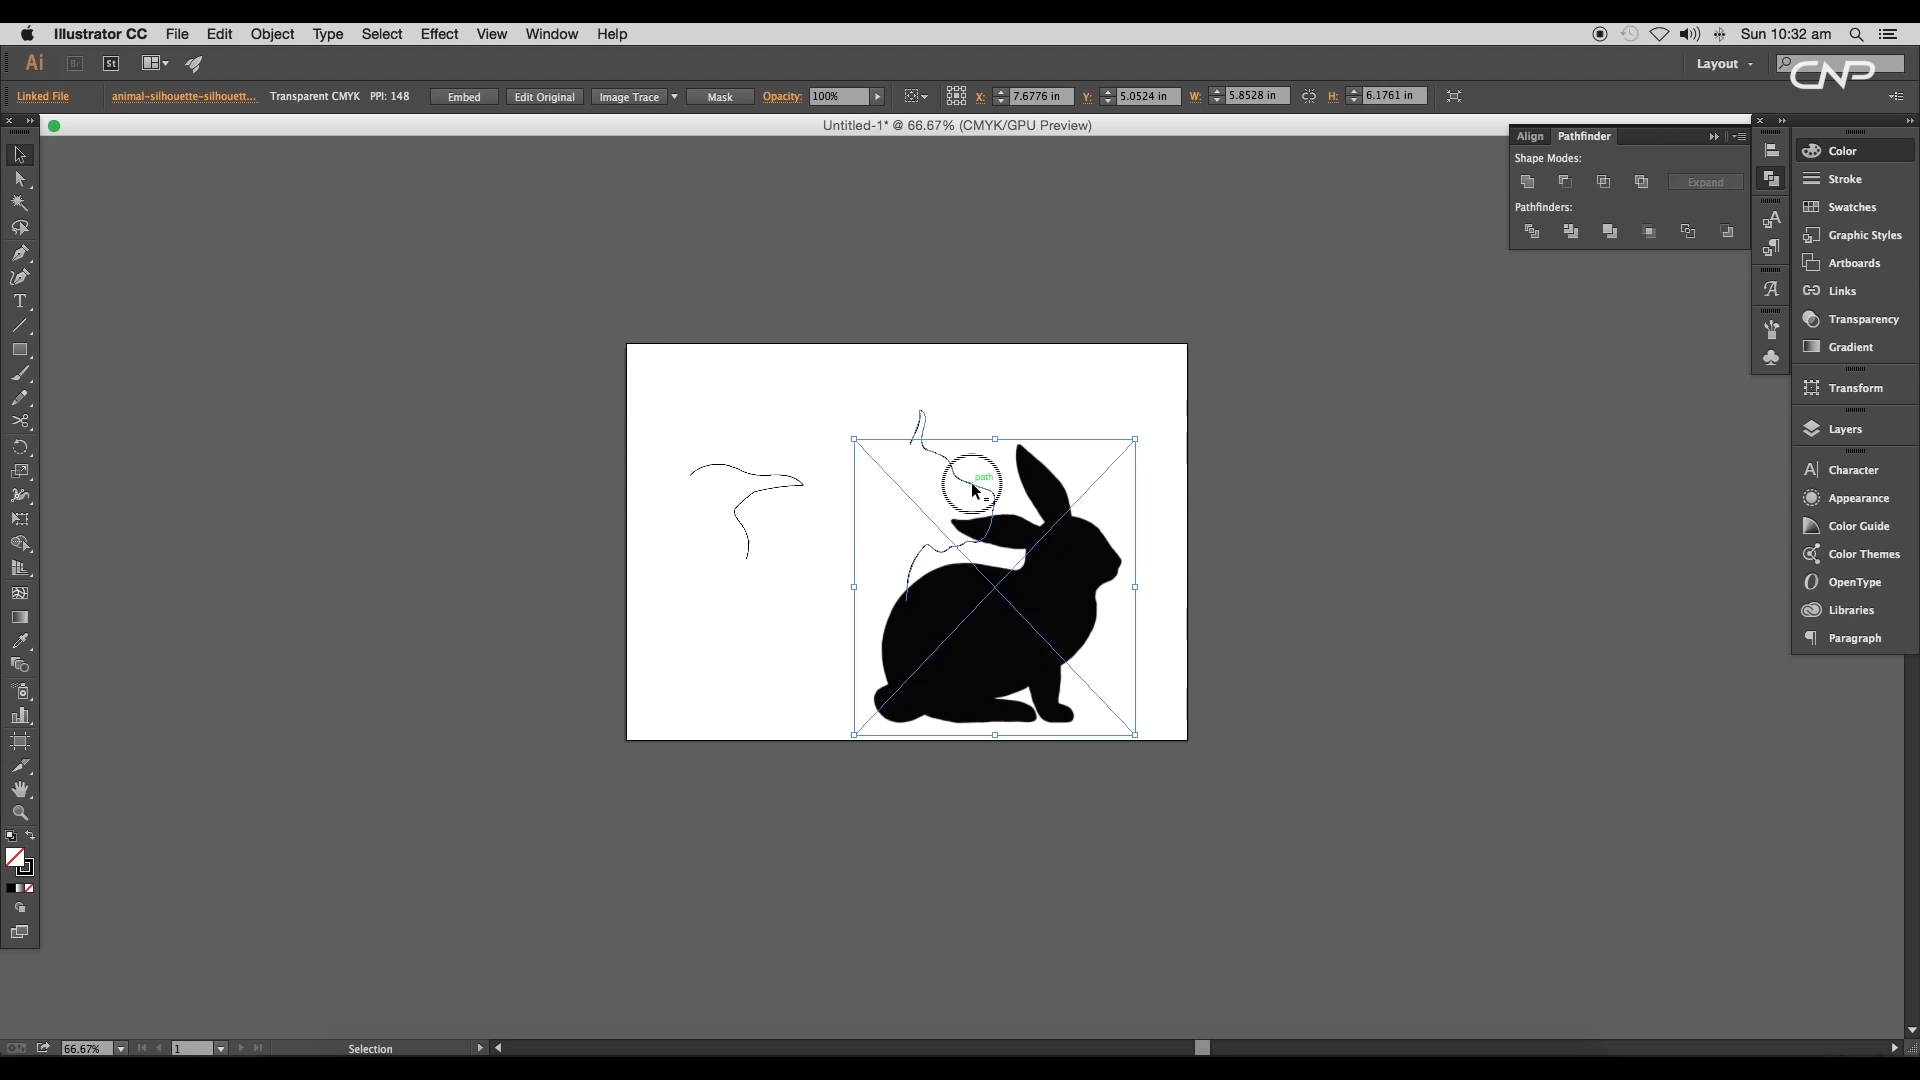 Illustrator CC File Edit Object Type Select Effect View Window Help Sun 10:32 am
Ai Br St Layout CNP
Linked File animal-silhouette-silhouett... Transparent CMYK PPI: 148 Embed Edit Original Image Trace Mask Opacity: 100% X: 7.6776 in Y: 5.0524 in W: 5.8528 in H: 6.1761 in
Untitled-1* @ 66.67% (CMYK/GPU Preview)
Align Pathfinder
Shape Modes:
Expand
Pathfinders:
Color
Stroke
Swatches
Graphic Styles
Artboards
Links
Transparency
Gradient
Transform
Layers
Character
Appearance
Color Guide
Color Themes
OpenType
Libraries
Paragraph
path
66.67% 1 Selection